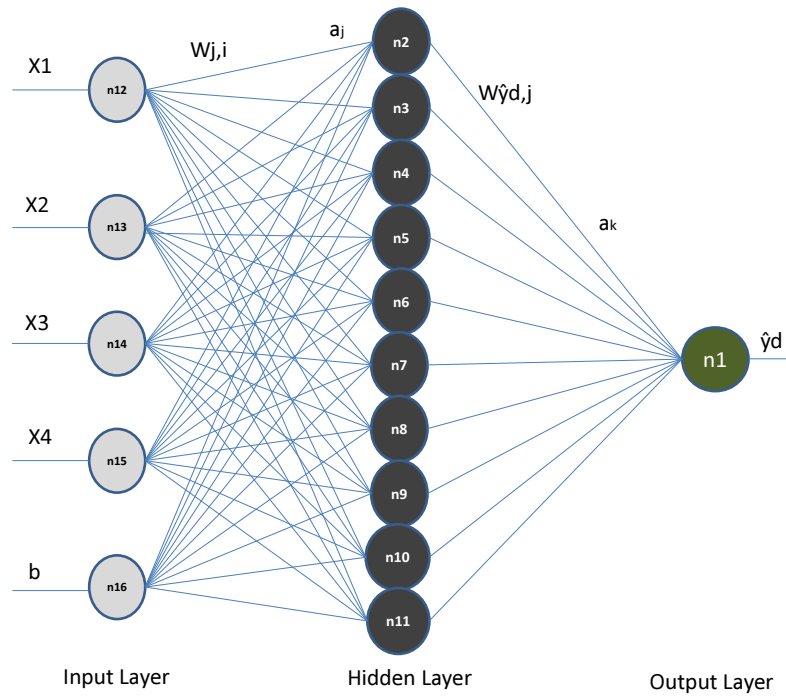 X1
X2
X3
X4
b
n12
n13
n14
n15
n16
Wj,i
aj
n2
n3
n4
n5
n6
n7
n8
n9
n10
n11
Wŷd,j
ak
n1
ŷd
Input Layer
Hidden Layer
Output Layer